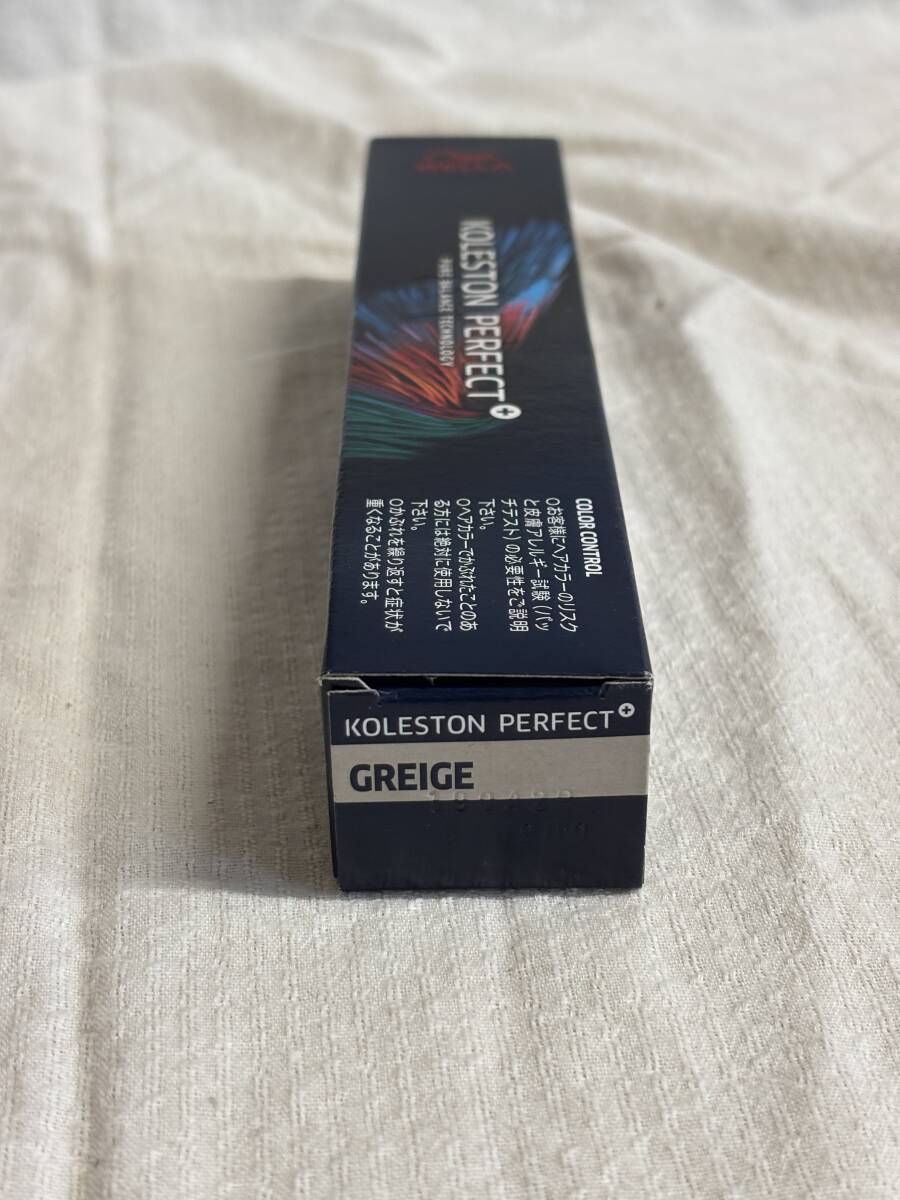 WELLA
KOLESTON PERFECT+
PURE BALANCE TECHNOLOGY
COLOR CONTROL
○お客様にヘアカラーのリスク
と皮膚アレルギー試験(パッ
チテスト)の必要性をご説明
下さい。
○ヘアカラーでかぶれたことのあ
る方には絶対に使用しないで
下さい。
○かぶれを繰り返すと症状が
重くなることがあります。
KOLESTON PERFECT+
GREIGE